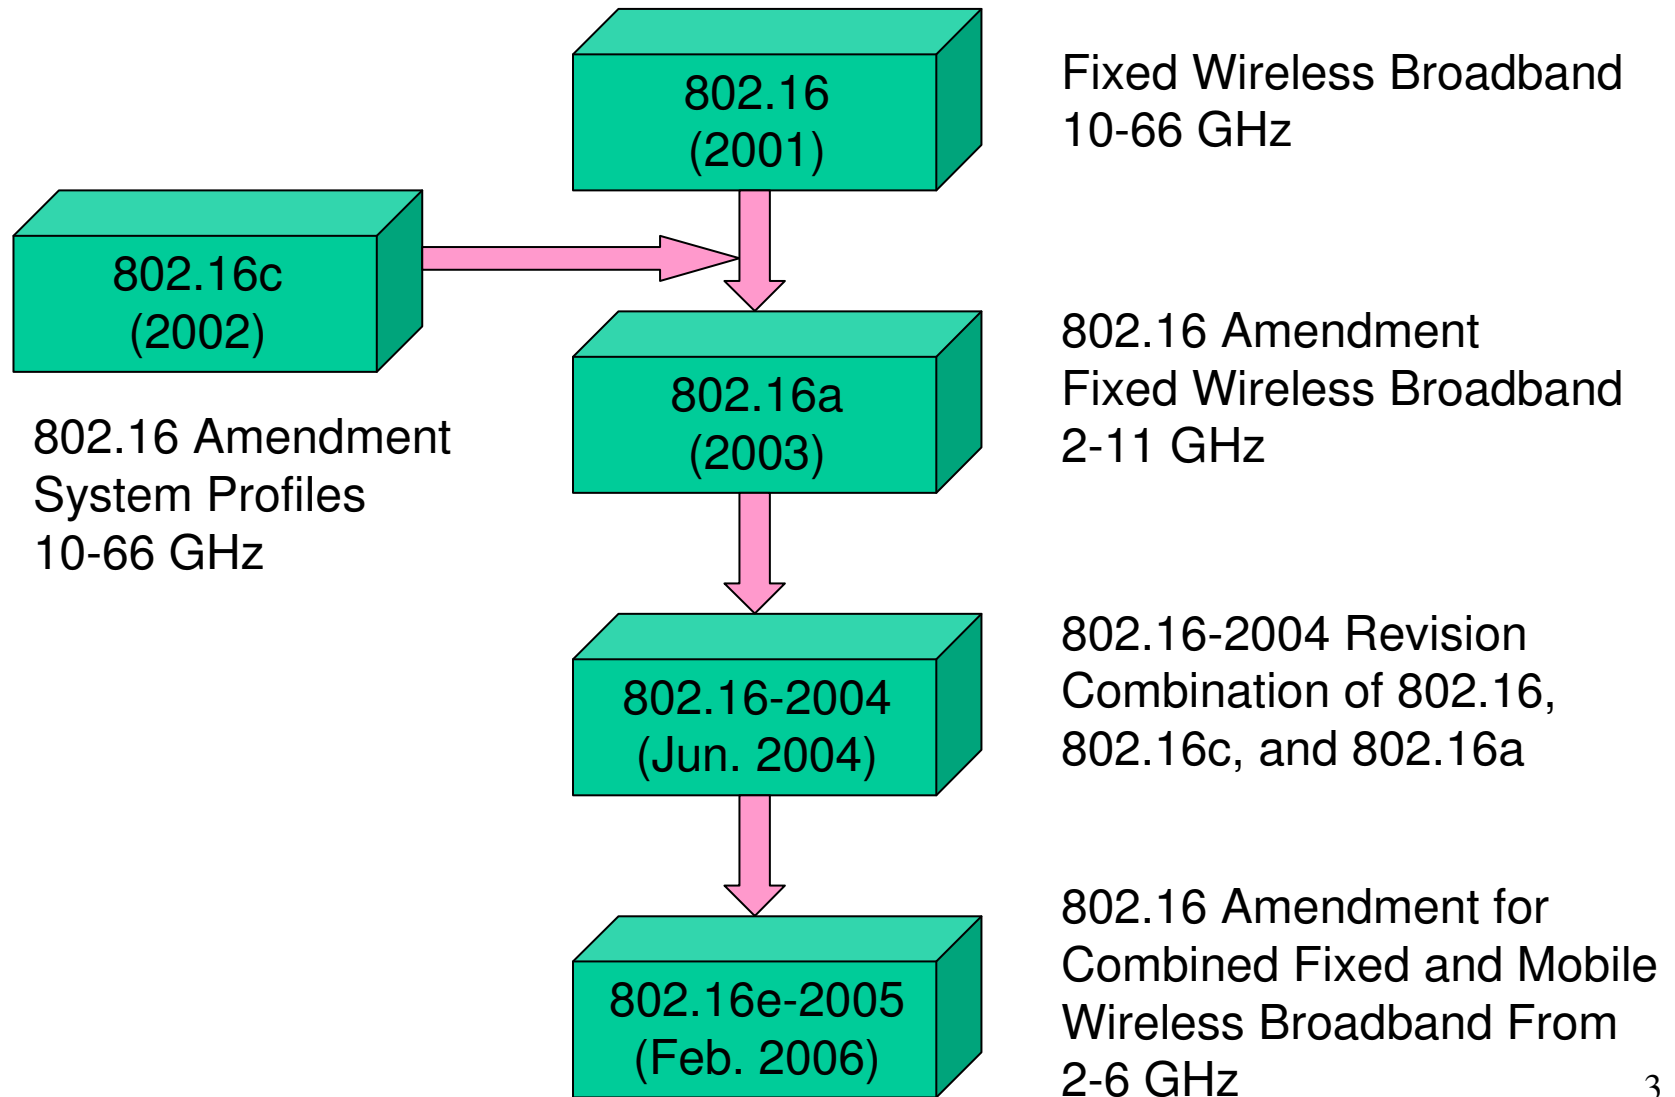 802.16
(2001)
Fixed Wireless Broadband
10-66 GHz
802.16c
(2002)
802.16 Amendment
System Profiles
10-66 GHz
802.16a
(2003)
802.16 Amendment
Fixed Wireless Broadband
2-11 GHz
802.16-2004
(Jun. 2004)
802.16-2004 Revision
Combination of 802.16,
802.16c, and 802.16a
802.16e-2005
(Feb. 2006)
802.16 Amendment for
Combined Fixed and Mobile
Wireless Broadband From
2-6 GHz
3